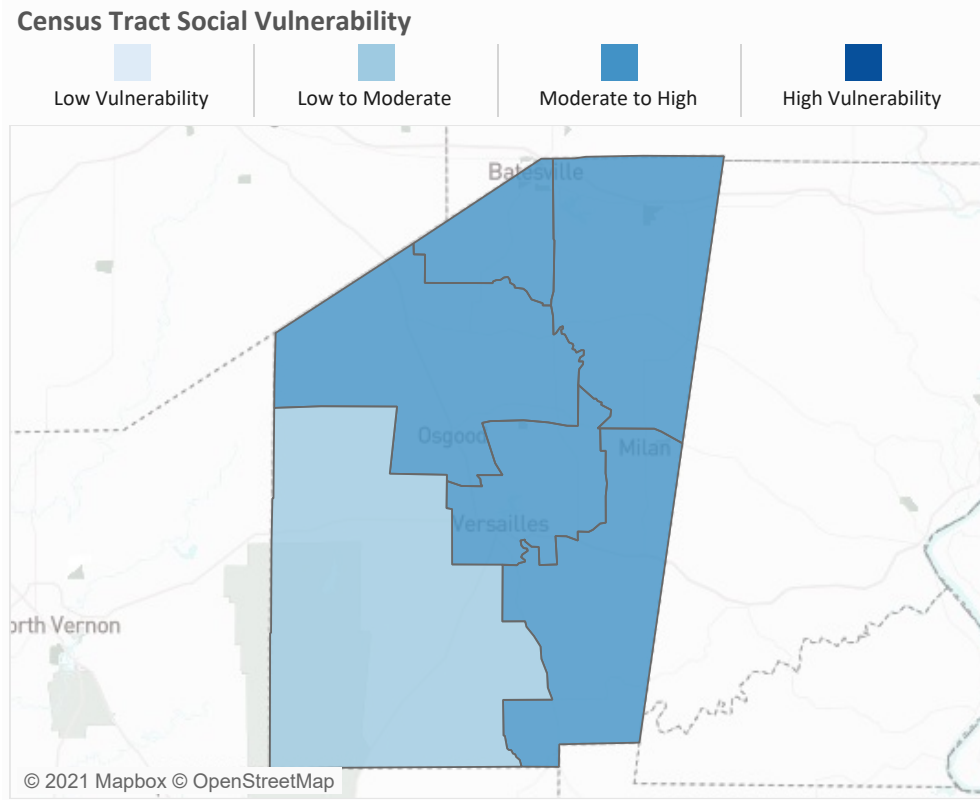 Census Tract Social Vulnerability
Low Vulnerability
Low to Moderate
Moderate to High
High Vulnerability
Batesville
Osgood
Milan
Versailles
orth Vernon
© 2021 Mapbox © OpenStreetMap